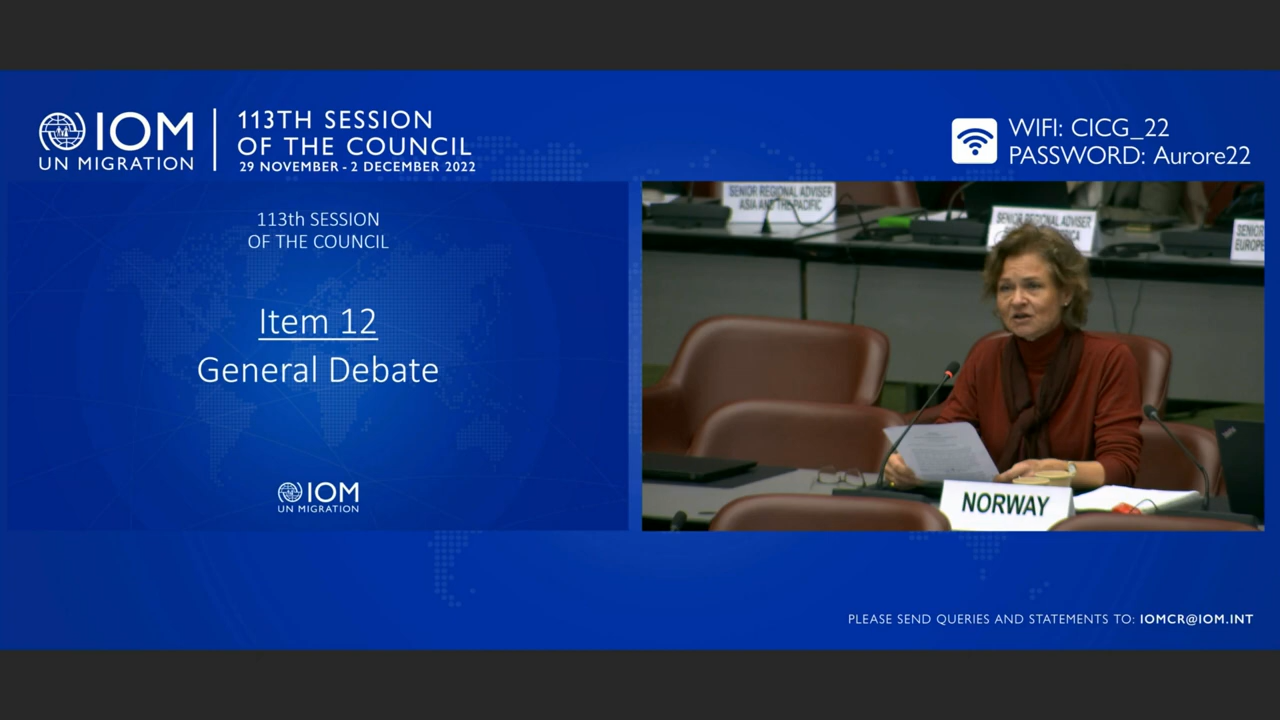 IOM
UN MIGRATION
113TH SESSION
OF THE COUNCIL
29 NOVEMBER - 2 DECEMBER 2022
WIFI: CICG_22
PASSWORD: Aurore22
113th SESSION
OF THE COUNCIL
Item 12
General Debate
IOM
UN MIGRATION
SENIOR REGIONAL ADVISER
ASIA AND THE PACIFIC
SENIOR REGIONAL ADVISER
SENIOR
NORWAY
PLEASE SEND QUERIES AND STATEMENTS TO: IOMCR@IOM.INT